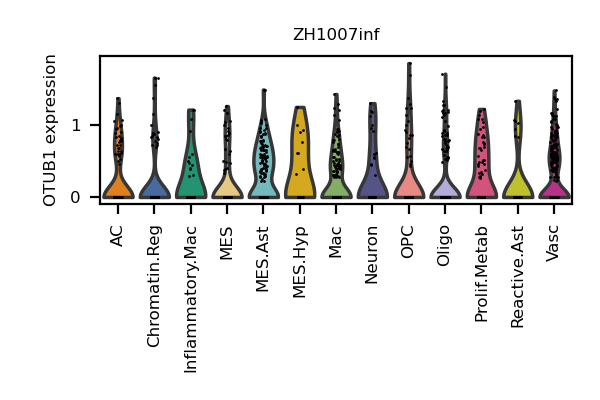 ZH1007inf
OTUB1 expression
1
0
AC
Chromatin.Reg
Inflammatory.Mac
MES
MES.Ast
MES.Hyp
Mac
Neuron
OPC
Oligo
Prolif.Metab
Reactive.Ast
Vasc